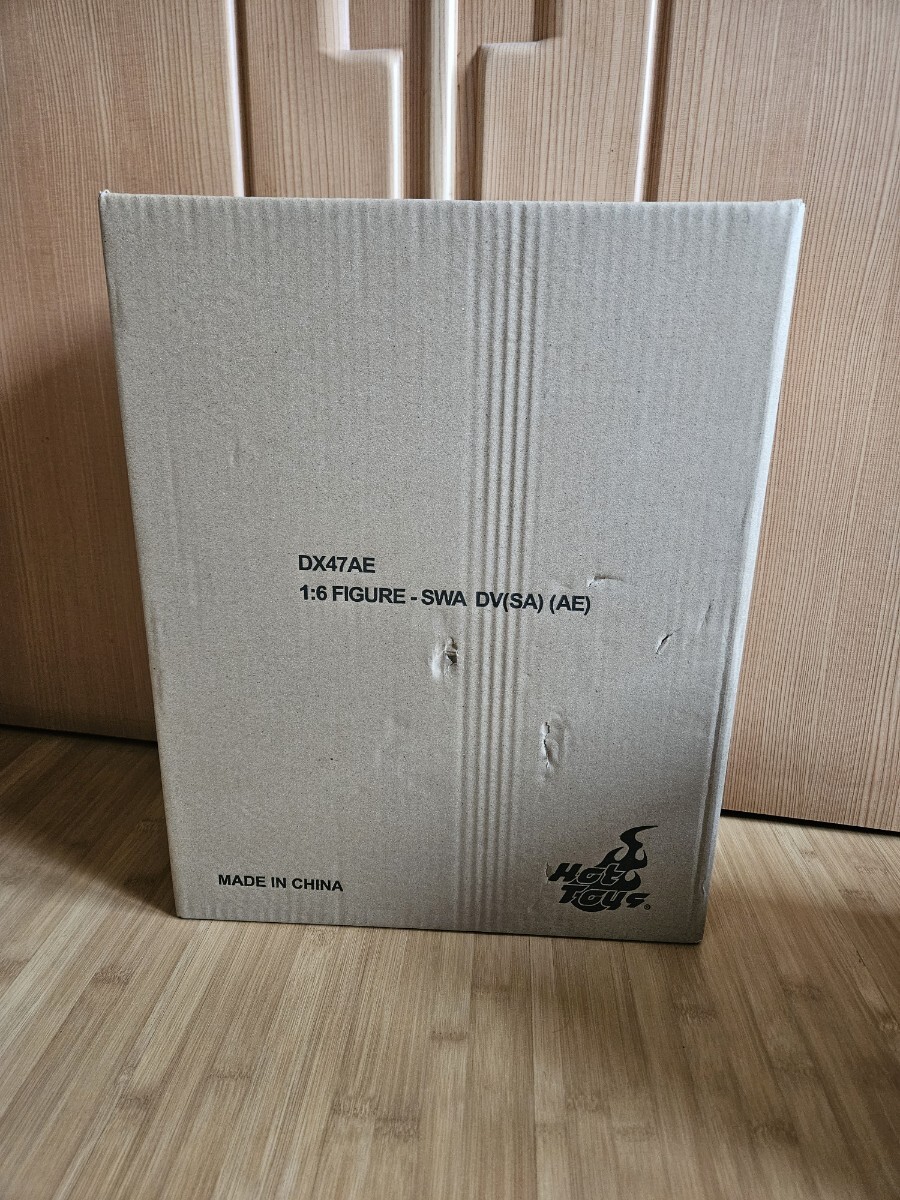 DX47AE
1:6 FIGURE - SWA DV(SA) (AE)
MADE IN CHINA
Hot
Toys.
®